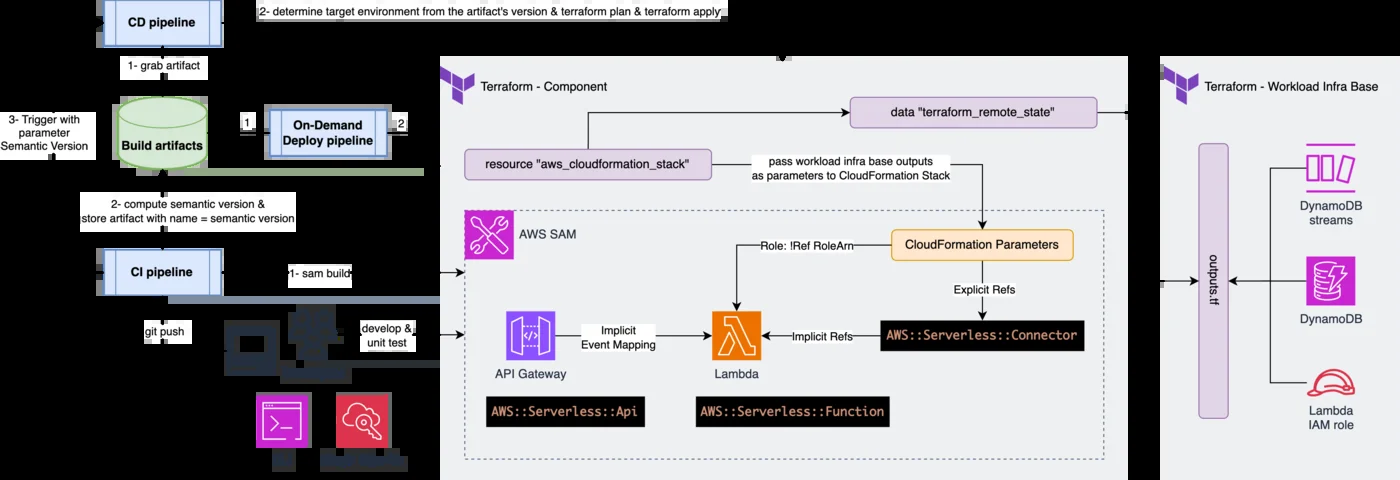 CD pipeline
2- determine target environment from the artifact's version & terraform plan & terraform apply
1- grab artifact
3- Trigger with
parameter
Semantic Version
Build artifacts
1
On-Demand
Deploy pipeline
2
2- compute semantic version &
store artifact with name = semantic version
CI pipeline
1- sam build
git push
develop &
unit test
Terraform - Component
data "terraform_remote_state"
resource "aws_cloudformation_stack"
pass workload infra base outputs
as parameters to CloudFormation Stack
AWS SAM
CloudFormation Parameters
Role: !Ref RoleArn
Explicit Refs
Implicit
Event Mapping
Implicit Refs
AWS::Serverless::Connector
API Gateway
Lambda
AWS::Serverless::Api
AWS::Serverless::Function
Terraform - Workload Infra Base
outputs.tf
DynamoDB
streams
DynamoDB
Lambda
IAM role